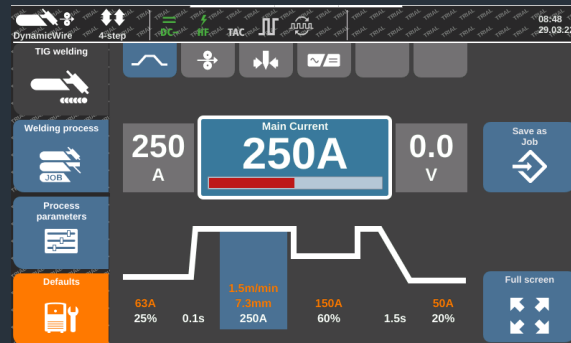 DynamicWire
4-step
DC-
HF
TAC
08:48
29.03.22
TIG welding
Welding process
JOB
Process
parameters
Defaults
250
A
Main Current
250A
0.0
V
Save as
Job
Full screen
1.5m/min
63A
7.3mm
150A
50A
25%
0.1s
250A
60%
1.5s
20%